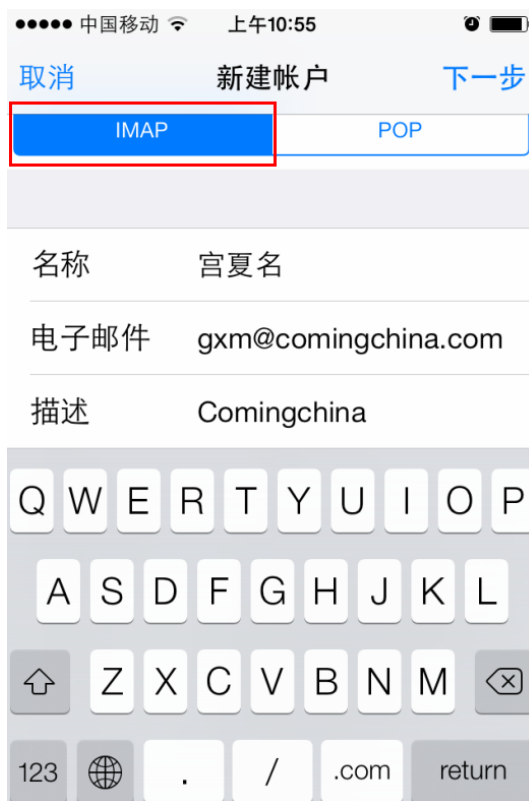 中国移动 上午10:55
取消 新建帐户 下一步
IMAP POP
名称 宫夏名
电子邮件 gxm@comingchina.com
描述 Comingchina
Q W E R T Y U I O P
A S D F G H J K L
Z X C V B N M
123 . / .com return